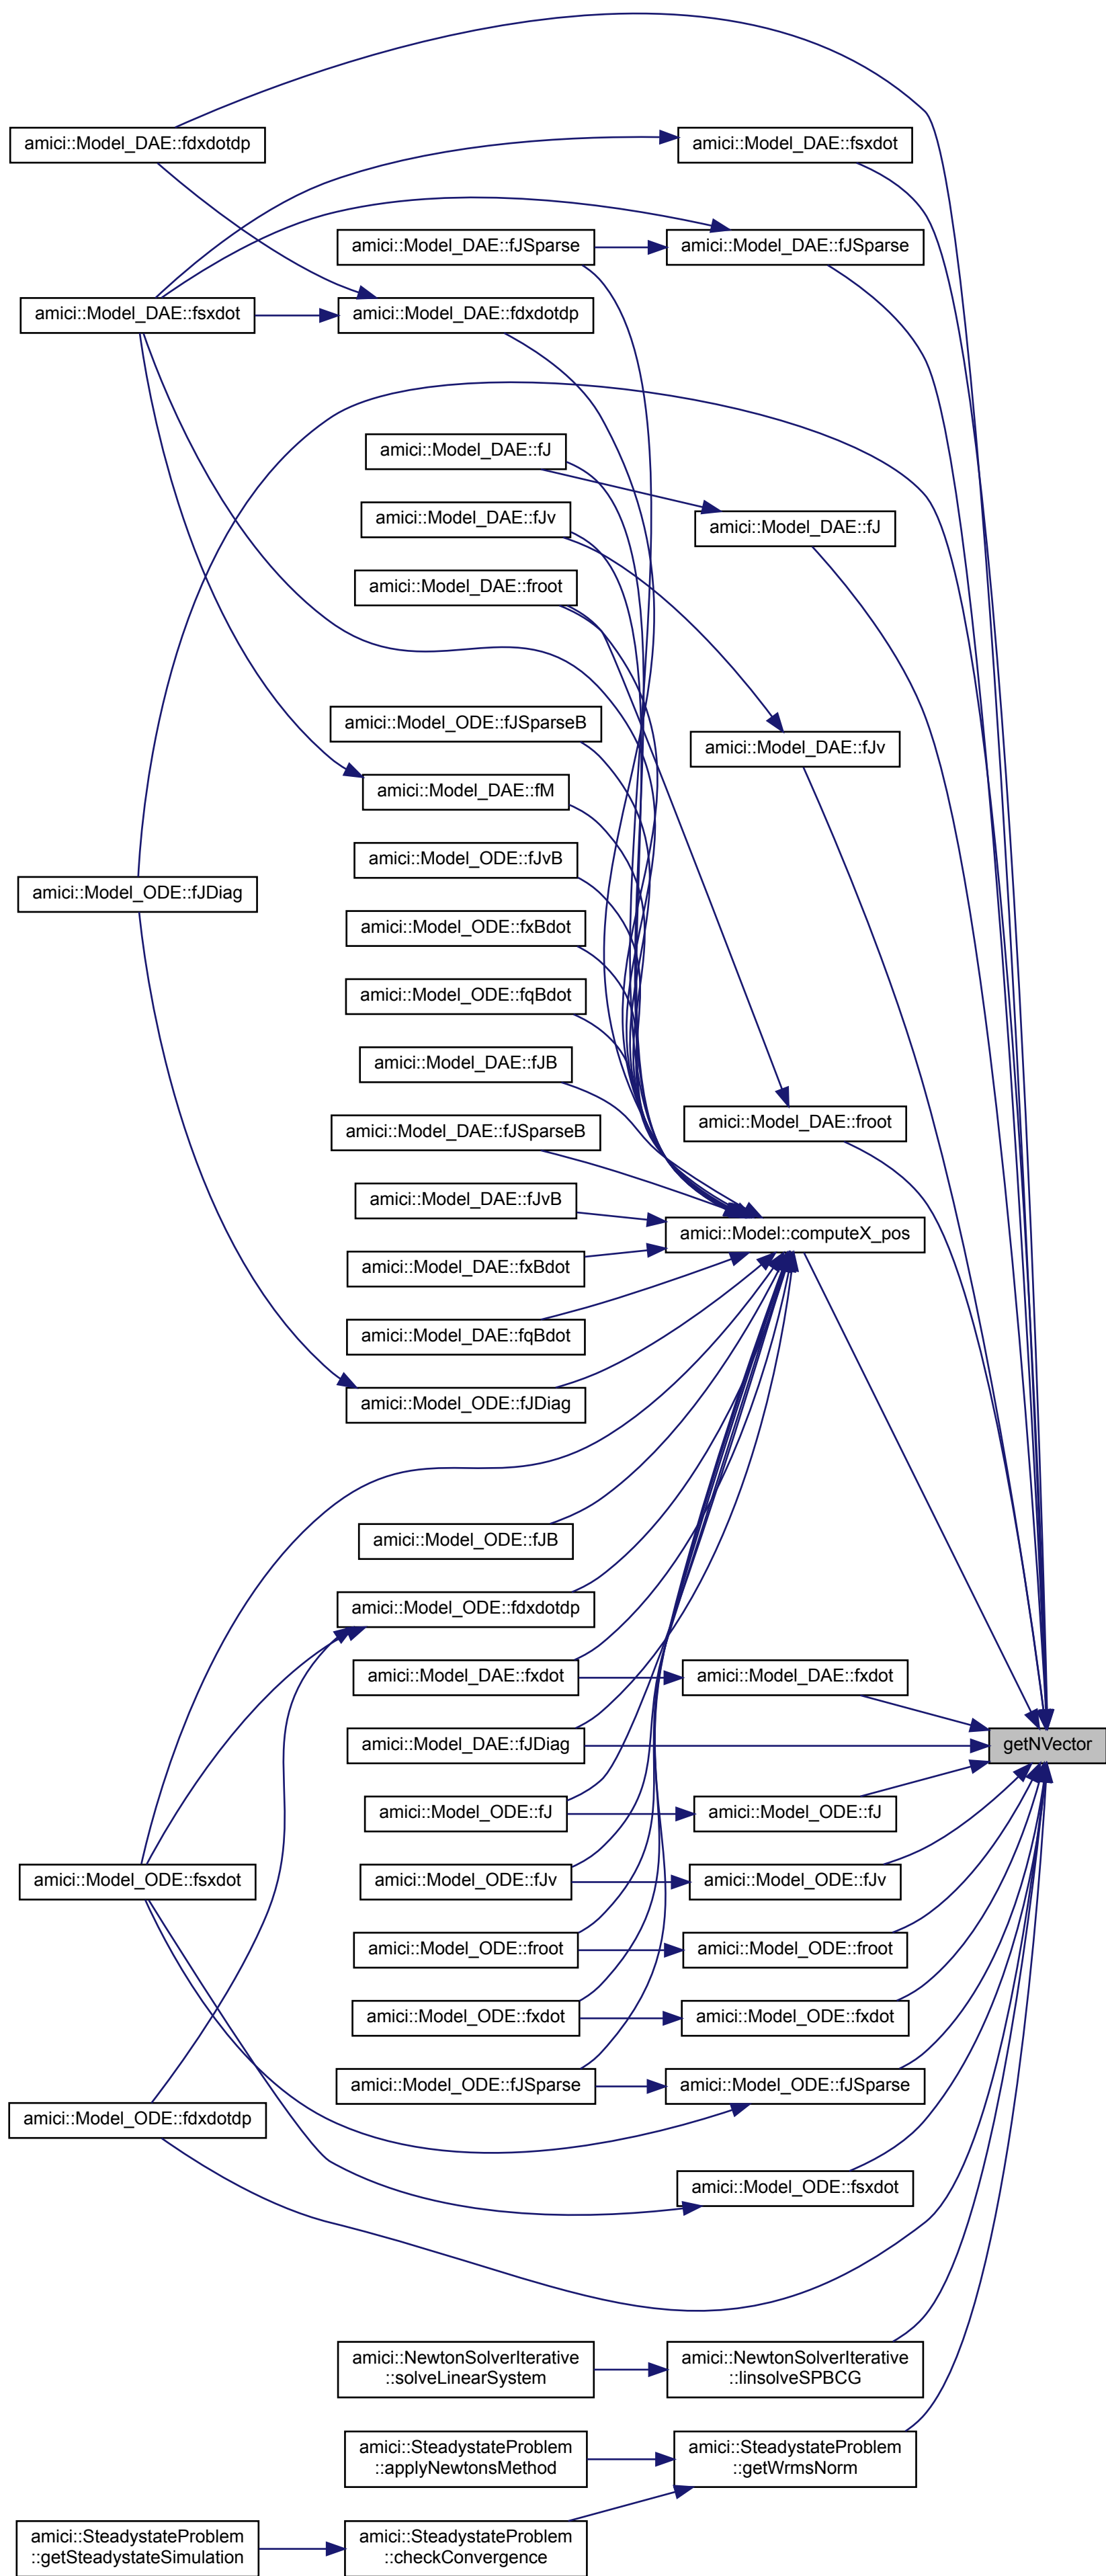 amici::Model_DAE::fdxdotdp
amici::Model_DAE::fsxdot
amici::Model_DAE::fJSparse
amici::Model_DAE::fJSparse
amici::Model_DAE::fsxdot
amici::Model_DAE::fdxdotdp
amici::Model_DAE::fJ
amici::Model_DAE::fJv
amici::Model_DAE::fJ
amici::Model_DAE::froot
amici::Model_ODE::fJSparseB
amici::Model_DAE::fJv
amici::Model_DAE::fM
amici::Model_ODE::fJvB
amici::Model_ODE::fJDiag
amici::Model_ODE::fxBdot
amici::Model_ODE::fqBdot
amici::Model_DAE::fJB
amici::Model_DAE::froot
amici::Model_DAE::fJSparseB
amici::Model_DAE::fJvB
amici::Model::computeX_pos
amici::Model_DAE::fxBdot
amici::Model_DAE::fqBdot
amici::Model_ODE::fJDiag
amici::Model_ODE::fJB
amici::Model_ODE::fdxdotdp
amici::Model_DAE::fxdot
amici::Model_DAE::fxdot
amici::Model_DAE::fJDiag
getNVector
amici::Model_ODE::fJ
amici::Model_ODE::fJ
amici::Model_ODE::fsxdot
amici::Model_ODE::fJv
amici::Model_ODE::fJv
amici::Model_ODE::froot
amici::Model_ODE::froot
amici::Model_ODE::fxdot
amici::Model_ODE::fxdot
amici::Model_ODE::fJSparse
amici::Model_ODE::fJSparse
amici::Model_ODE::fdxdotdp
amici::Model_ODE::fsxdot
amici::NewtonSolverIterative
::solveLinearSystem
amici::NewtonSolverIterative
::linsolveSPBCG
amici::SteadystateProblem
::applyNewtonsMethod
amici::SteadystateProblem
::getWrmsNorm
amici::SteadystateProblem
::getSteadystateSimulation
amici::SteadystateProblem
::checkConvergence